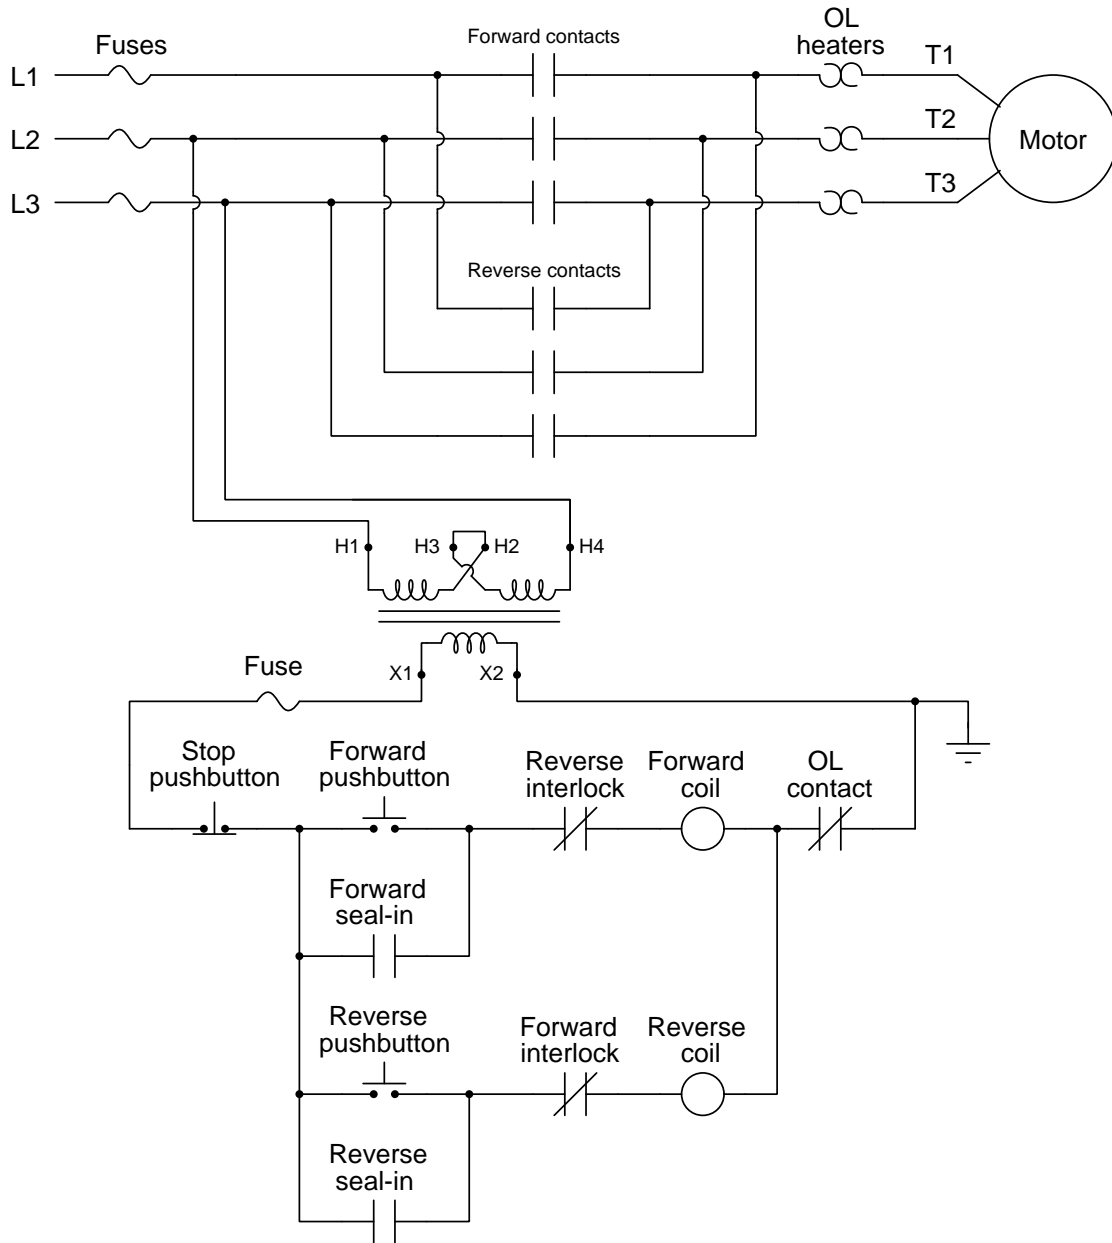 Fuses
Forward contacts
OL
heaters
L1
T1
L2
T2
Motor
L3
T3
Reverse contacts
H1
H3
H2
H4
Fuse
X1
X2
Stop
pushbutton
Forward
pushbutton
Reverse
interlock
Forward
coil
OL
contact
Forward
seal-in
Reverse
pushbutton
Forward
interlock
Reverse
coil
Reverse
seal-in